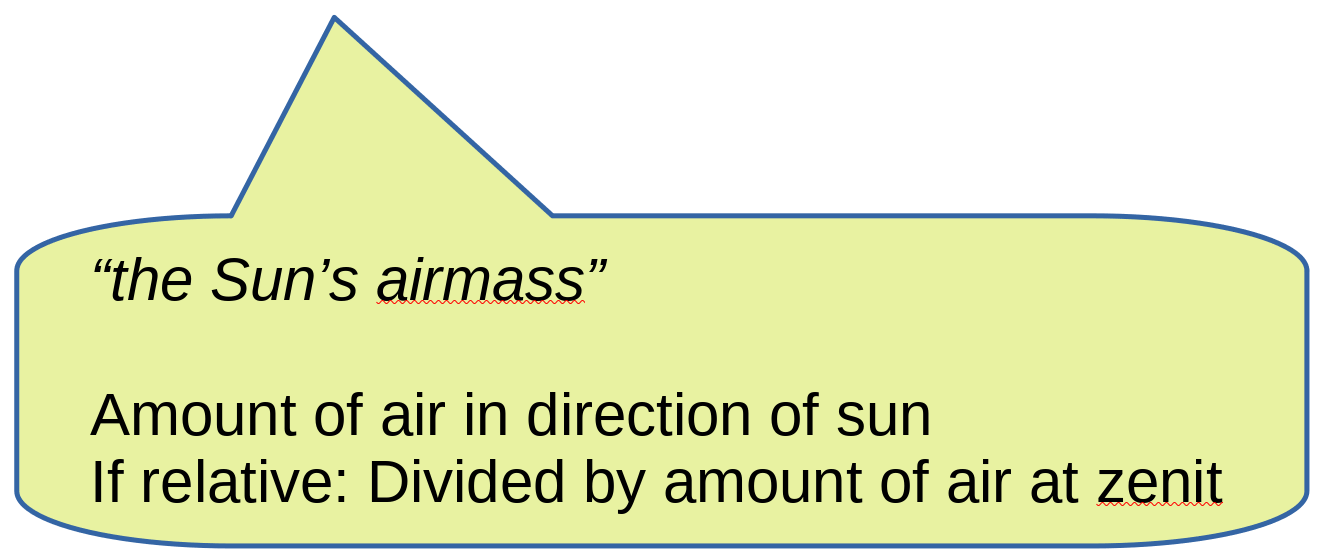 “the Sun’s airmass”
Amount of air in direction of sun
If relative: Divided by amount of air at zenit